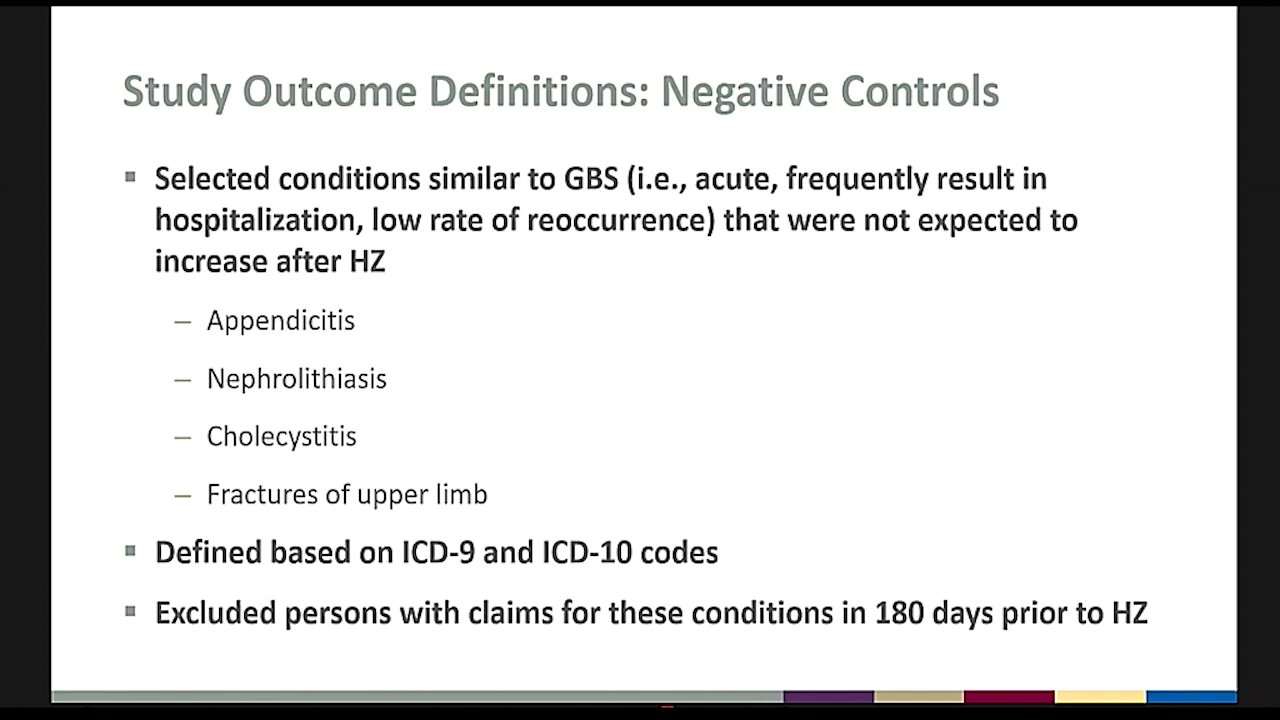 Study Outcome Definitions: Negative Controls
▪ Selected conditions similar to GBS (i.e., acute, frequently result in
hospitalization, low rate of reoccurrence) that were not expected to
increase after HZ
– Appendicitis
– Nephrolithiasis
– Cholecystitis
– Fractures of upper limb
▪ Defined based on ICD-9 and ICD-10 codes
▪ Excluded persons with claims for these conditions in 180 days prior to HZ